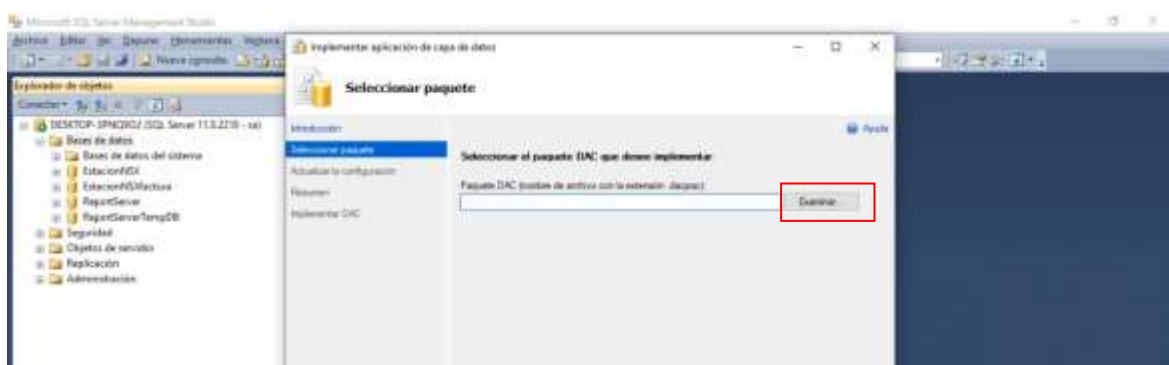 Microsoft SQL Server Management Studio
Archivo Editar Ver Depurar Herramientas Ventana
Nueva consulta
Explorador de objetos
Conectar
DESKTOP- (SQL Server 11.0.2218 - sa)
Bases de datos
Bases de datos del sistema
EstacionNSX
EstacionNSXfactura
ReportServer
ReportServerTempDB
Seguridad
Objetos de servidor
Replicación
Administración
Implementar aplicación de capa de datos
Seleccionar paquete
Introducción
Seleccionar paquete
Actualizar la configuración
Resumen
Implementar DAC
Ayuda
Seleccionar el paquete DAC que desee implementar
Paquete DAC (nombre de archivo con la extensión .dacpac):
Examinar...